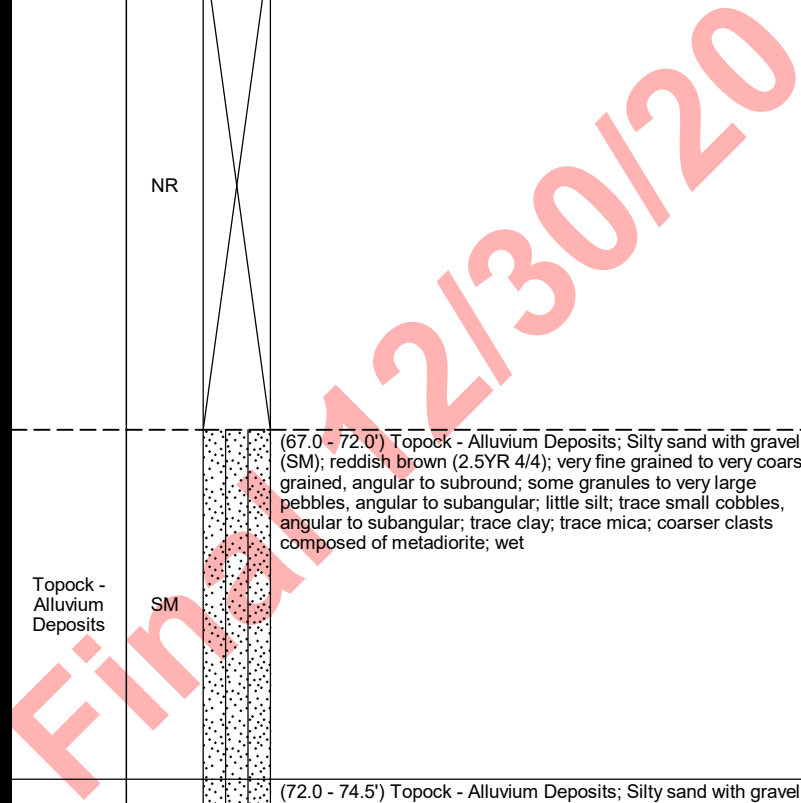 NR
(67.0 - 72.0') Topock - Alluvium Deposits; Silty sand with gravel
(SM); reddish brown (2.5YR 4/4); very fine grained to very coars
grained, angular to subround; some granules to very large
pebbles, angular to subangular; little silt; trace small cobbles,
angular to subangular; trace clay; trace mica; coarser clasts
composed of metadiorite; wet
Topock -
Alluvium
Deposits
SM
(72.0 - 74.5') Topock - Alluvium Deposits; Silty sand with gravel
Final 12/30/20